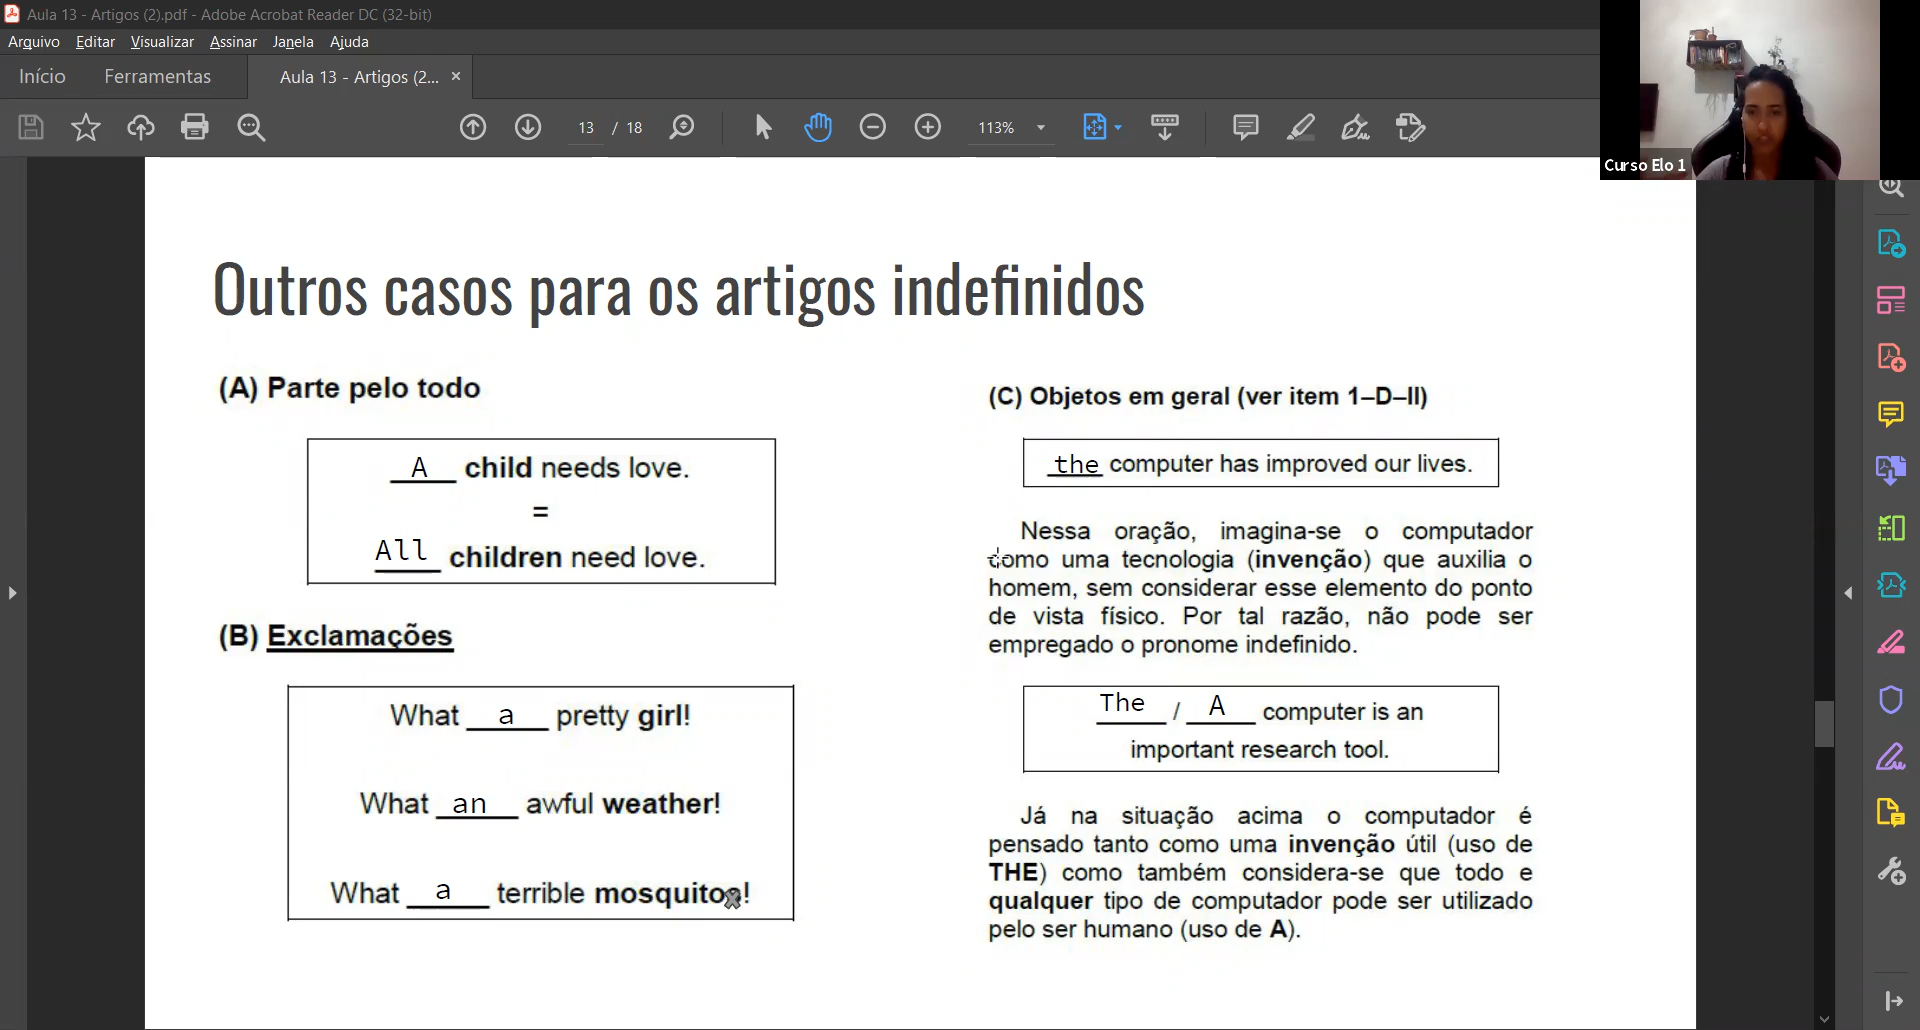 Aula 13 - Artigos (2).pdf - Adobe Acrobat Reader DC (32-bit)
Arquivo Editar Visualizar Assinar Janela Ajuda
Início Ferramentas Aula 13 - Artigos (2... ×
13 / 18 113%
Curso Elo 1
Outros casos para os artigos indefinidos
(A) Parte pelo todo
A child needs love.
=
All children need love.
(B) Exclamações
What a pretty girl!
What an awful weather!
What a terrible mosquitos!
(C) Objetos em geral (ver item 1–D–II)
the computer has improved our lives.
Nessa oração, imagina-se o computador
como uma tecnologia (invenção) que auxilia o
homem, sem considerar esse elemento do ponto
de vista físico. Por tal razão, não pode ser
empregado o pronome indefinido.
The / A computer is an
important research tool.
Já na situação acima o computador é
pensado tanto como uma invenção útil (uso de
THE) como também considera-se que todo e
qualquer tipo de computador pode ser utilizado
pelo ser humano (uso de A).